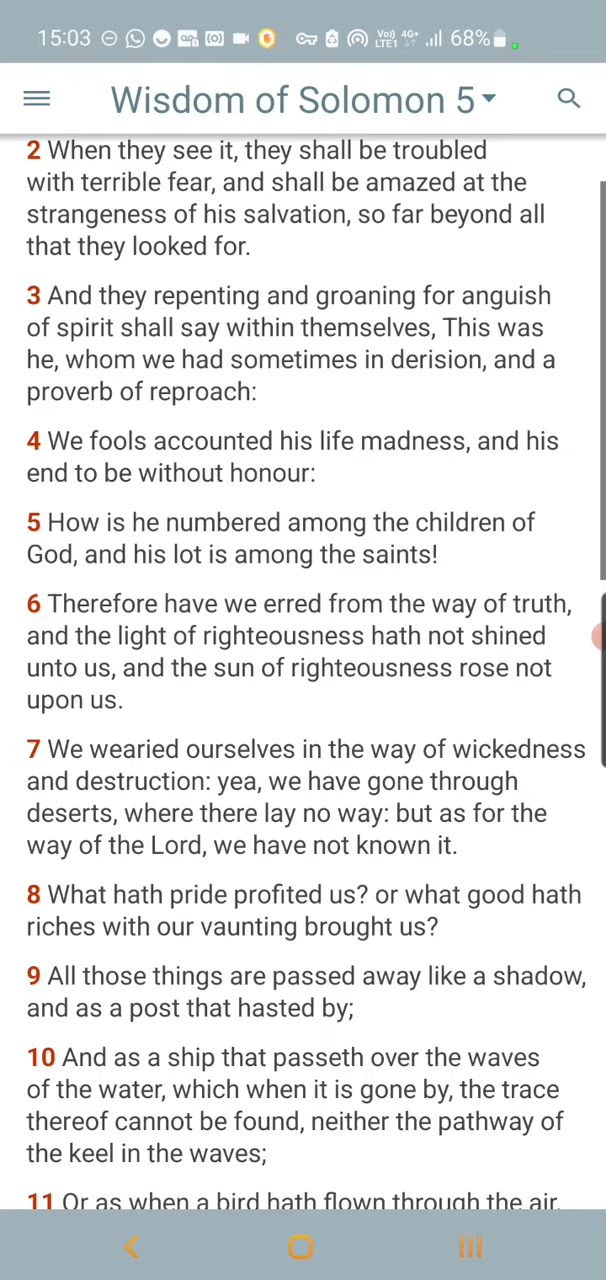 15:03 Vo) LTE1 4G+ 68%
Wisdom of Solomon 5
2 When they see it, they shall be troubled
with terrible fear, and shall be amazed at the
strangeness of his salvation, so far beyond all
that they looked for.
3 And they repenting and groaning for anguish
of spirit shall say within themselves, This was
he, whom we had sometimes in derision, and a
proverb of reproach:
4 We fools accounted his life madness, and his
end to be without honour:
5 How is he numbered among the children of
God, and his lot is among the saints!
6 Therefore have we erred from the way of truth,
and the light of righteousness hath not shined
unto us, and the sun of righteousness rose not
upon us.
7 We wearied ourselves in the way of wickedness
and destruction: yea, we have gone through
deserts, where there lay no way: but as for the
way of the Lord, we have not known it.
8 What hath pride profited us? or what good hath
riches with our vaunting brought us?
9 All those things are passed away like a shadow,
and as a post that hasted by;
10 And as a ship that passeth over the waves
of the water, which when it is gone by, the trace
thereof cannot be found, neither the pathway of
the keel in the waves;
11 Or as when a bird hath flown through the air,